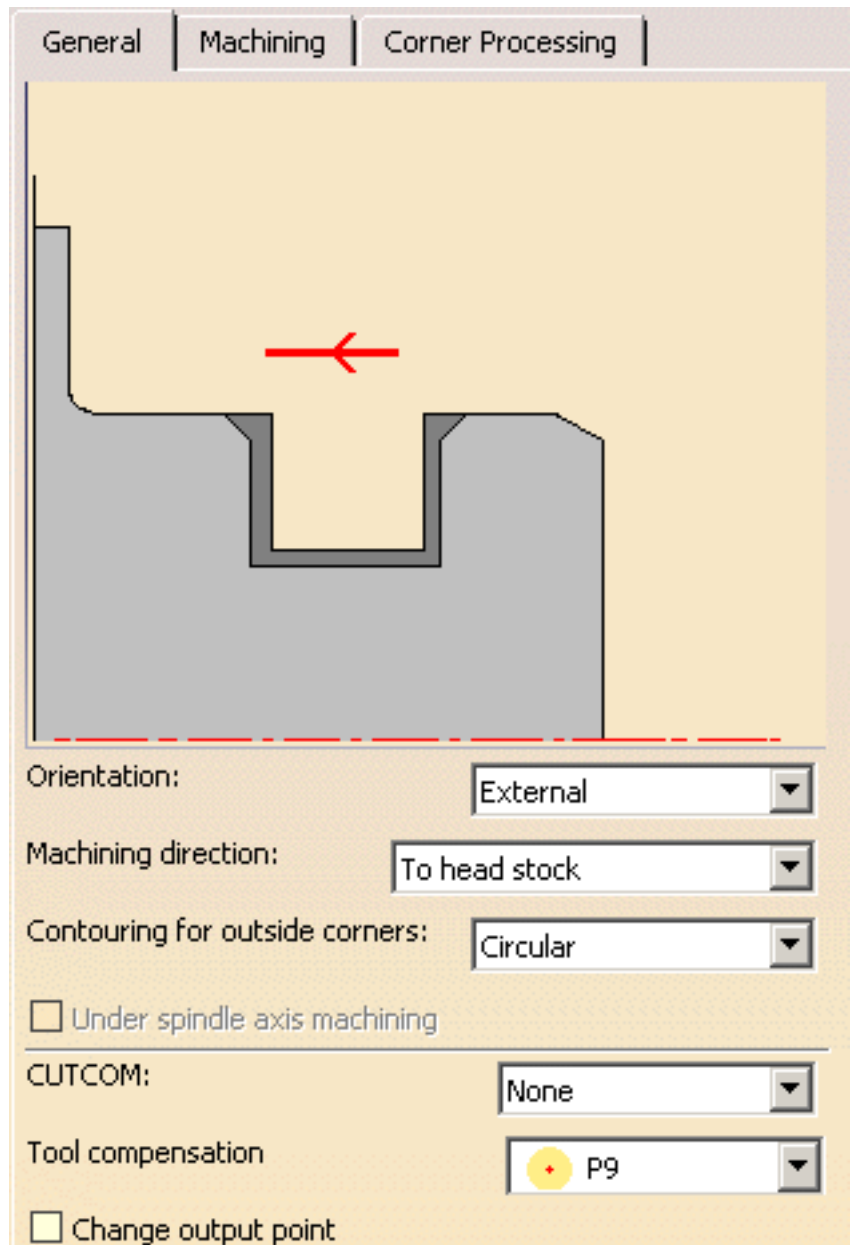 General Machining Corner Processing
Orientation: External
Machining direction: To head stock
Contouring for outside corners: Circular
Under spindle axis machining
CUTCOM: None
Tool compensation P9
Change output point